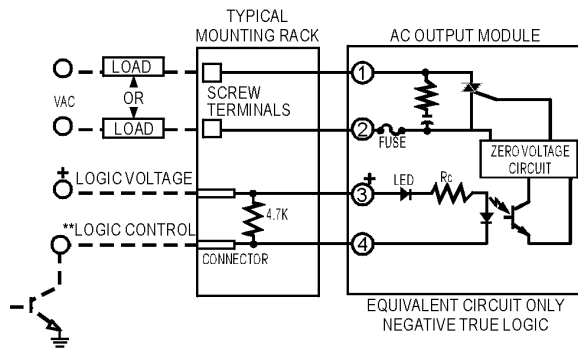 TYPICAL
MOUNTING RACK
AC OUTPUT MODULE
LOAD
OR
LOAD
VAC
SCREW
TERMINALS
1
2
FUSE
ZERO VOLTAGE
CIRCUIT
+
LOGIC VOLTAGE
4.7K
+
3
LED
Rc
**LOGIC CONTROL
CONNECTOR
4
EQUIVALENT CIRCUIT ONLY
NEGATIVE TRUE LOGIC